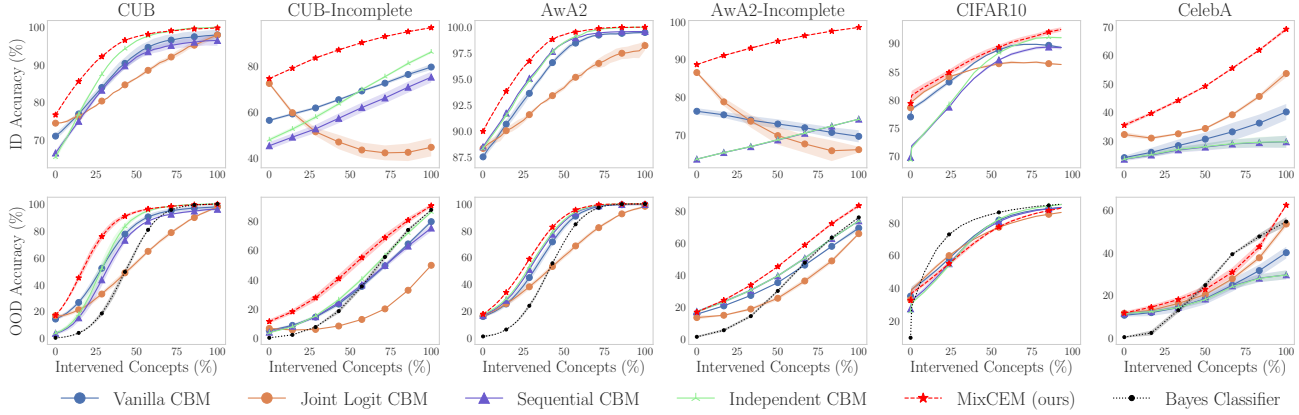 CUB
CUB-Incomplete
AwA2
AwA2-Incomplete
CIFAR10
CelebA
ID Accuracy (%)
100
90
80
70
0 25 50 75 100
80
60
40
0 25 50 75 100
100.0
97.5
95.0
92.5
90.0
87.5
0 25 50 75 100
100
90
80
70
60
0 25 50 75 100
90
85
80
75
70
0 25 50 75 100
70
60
50
40
30
0 25 50 75 100
OOD Accuracy (%)
100
80
60
40
20
0
0 25 50 75 100
80
60
40
20
0
0 25 50 75 100
100
80
60
40
20
0
0 25 50 75 100
80
60
40
20
0
0 25 50 75 100
80
60
40
20
0 25 50 75 100
60
40
20
0
0 25 50 75 100
Intervened Concepts (%)
Intervened Concepts (%)
Intervened Concepts (%)
Intervened Concepts (%)
Intervened Concepts (%)
Intervened Concepts (%)
Vanilla CBM
Joint Logit CBM
Sequential CBM
Independent CBM
MixCEM (ours)
Bayes Classifier